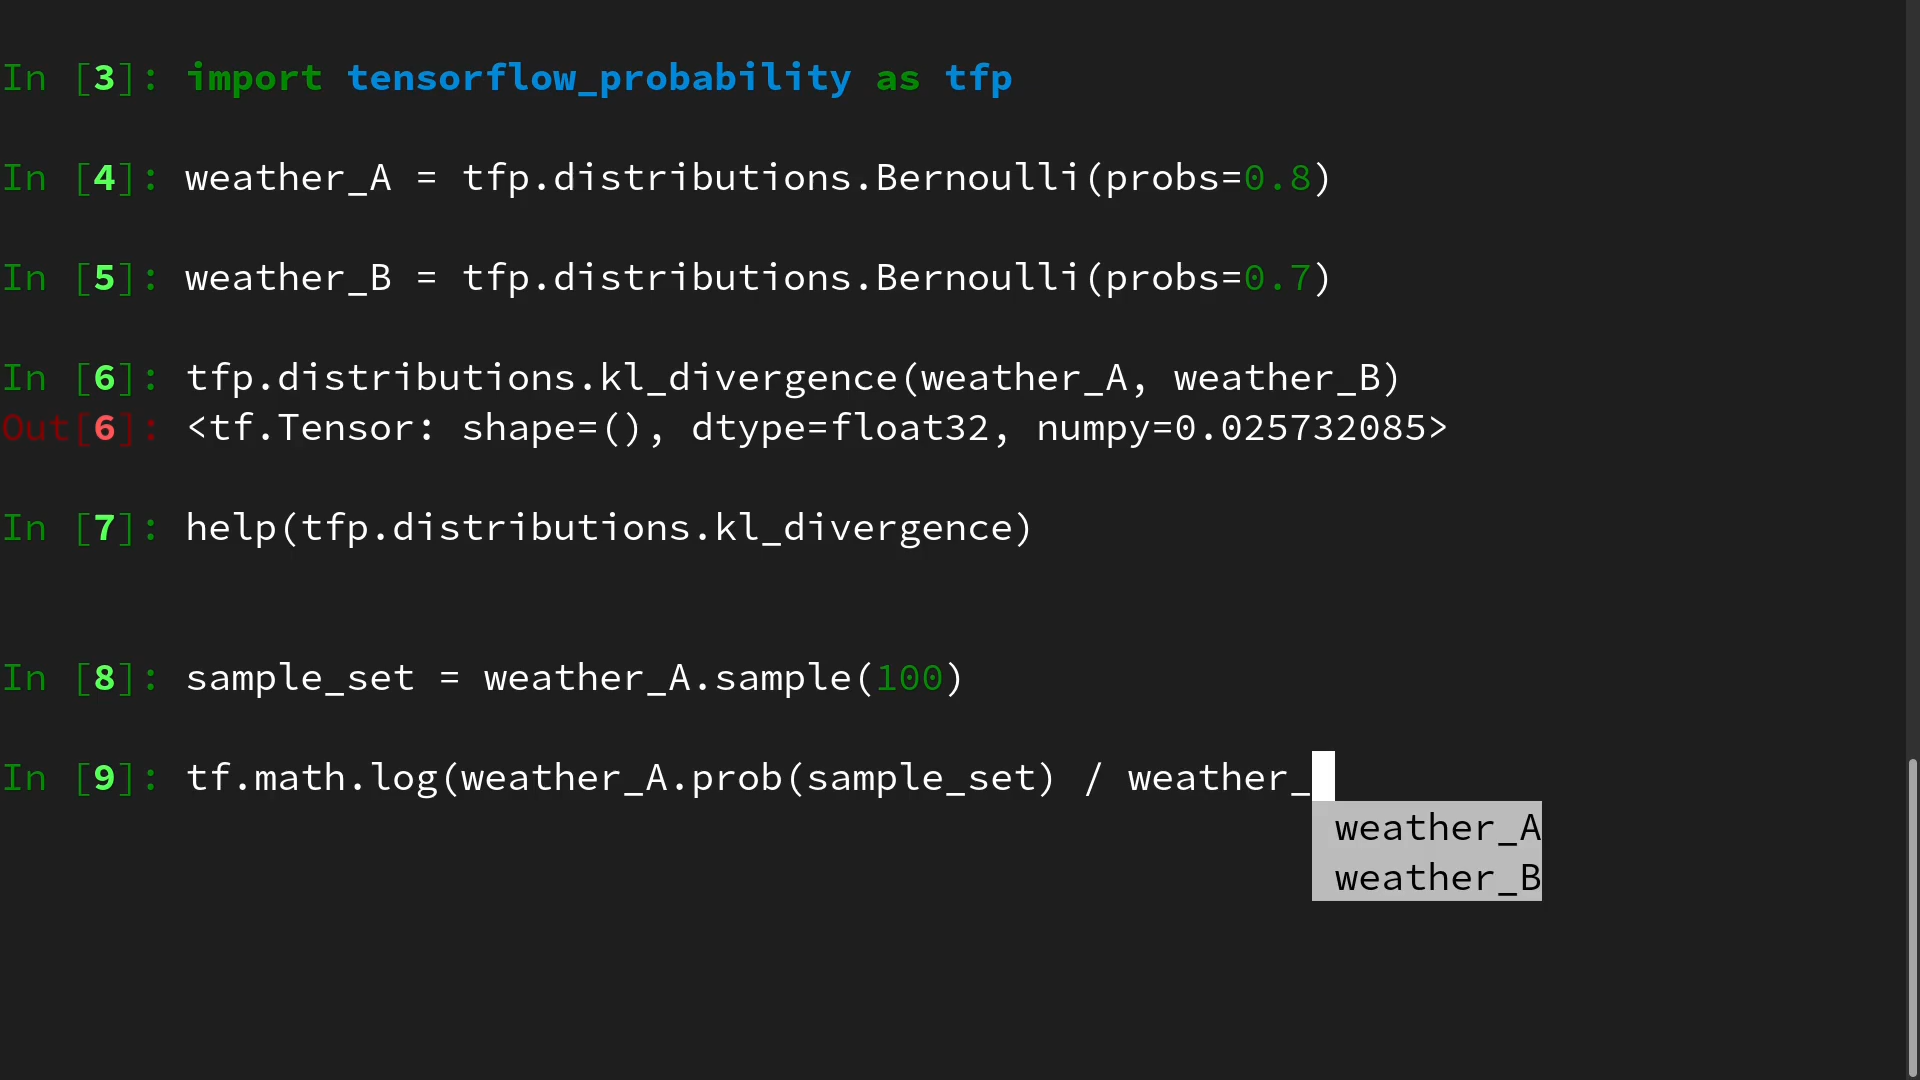 In [3]: import tensorflow_probability as tfp
In [4]: weather_A = tfp.distributions.Bernoulli(probs=0.8)
In [5]: weather_B = tfp.distributions.Bernoulli(probs=0.7)
In [6]: tfp.distributions.kl_divergence(weather_A, weather_B)
Out[6]: <tf.Tensor: shape=(), dtype=float32, numpy=0.025732085>
In [7]: help(tfp.distributions.kl_divergence)
In [8]: sample_set = weather_A.sample(100)
In [9]: tf.math.log(weather_A.prob(sample_set) / weather_
weather_A
weather_B